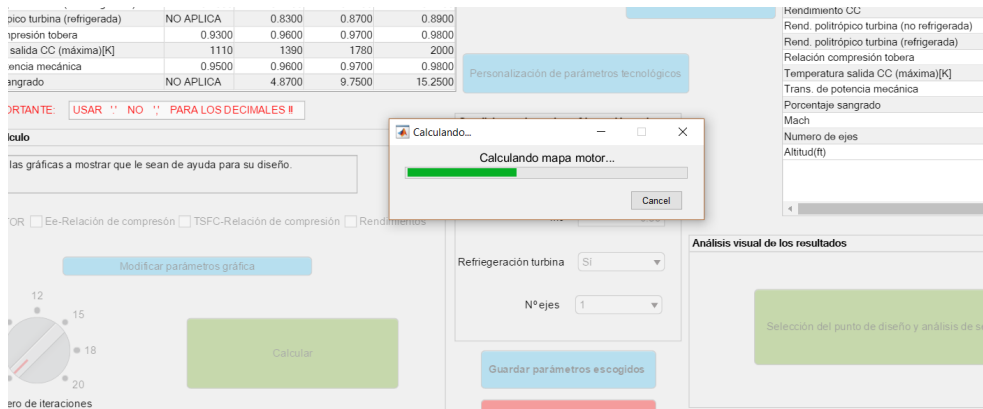 pico turbina (refrigerada) NO APLICA 0.8300 0.8700 0.8900
mpresión tobera 0.9300 0.9600 0.9700 0.9800
salida CC (máxima)[K] 1110 1390 1780 2000
tencia mecánica 0.9500 0.9600 0.9700 0.9800
angrado NO APLICA 4.8700 9.7500 15.2500
ORTANTE: USAR '.' NO ',' PARA LOS DECIMALES !!
lculo
las gráficas a mostrar que le sean de ayuda para su diseño.
OR Ee-Relación de compresón TSFC-Relación de compresión Rendimientos
Modificar parámetros gráfica
12
15
18
20
ero de iteraciones
Calcular
Personalización de parámetros tecnológicos
Calculando...
Calculando mapa motor...
Cancel
Refriegeración turbina Sí
Nº ejes 1
Guardar parámetros escogidos
Rendimiento CC
Rend. politrópico turbina (no refrigerada)
Rend. politrópico turbina (refrigerada)
Relación compresión tobera
Temperatura salida CC (máxima)[K]
Trans. de potencia mecánica
Porcentaje sangrado
Mach
Numero de ejes
Altitud(ft)
Análisis visual de los resultados
Selección del punto de diseño y análisis de se